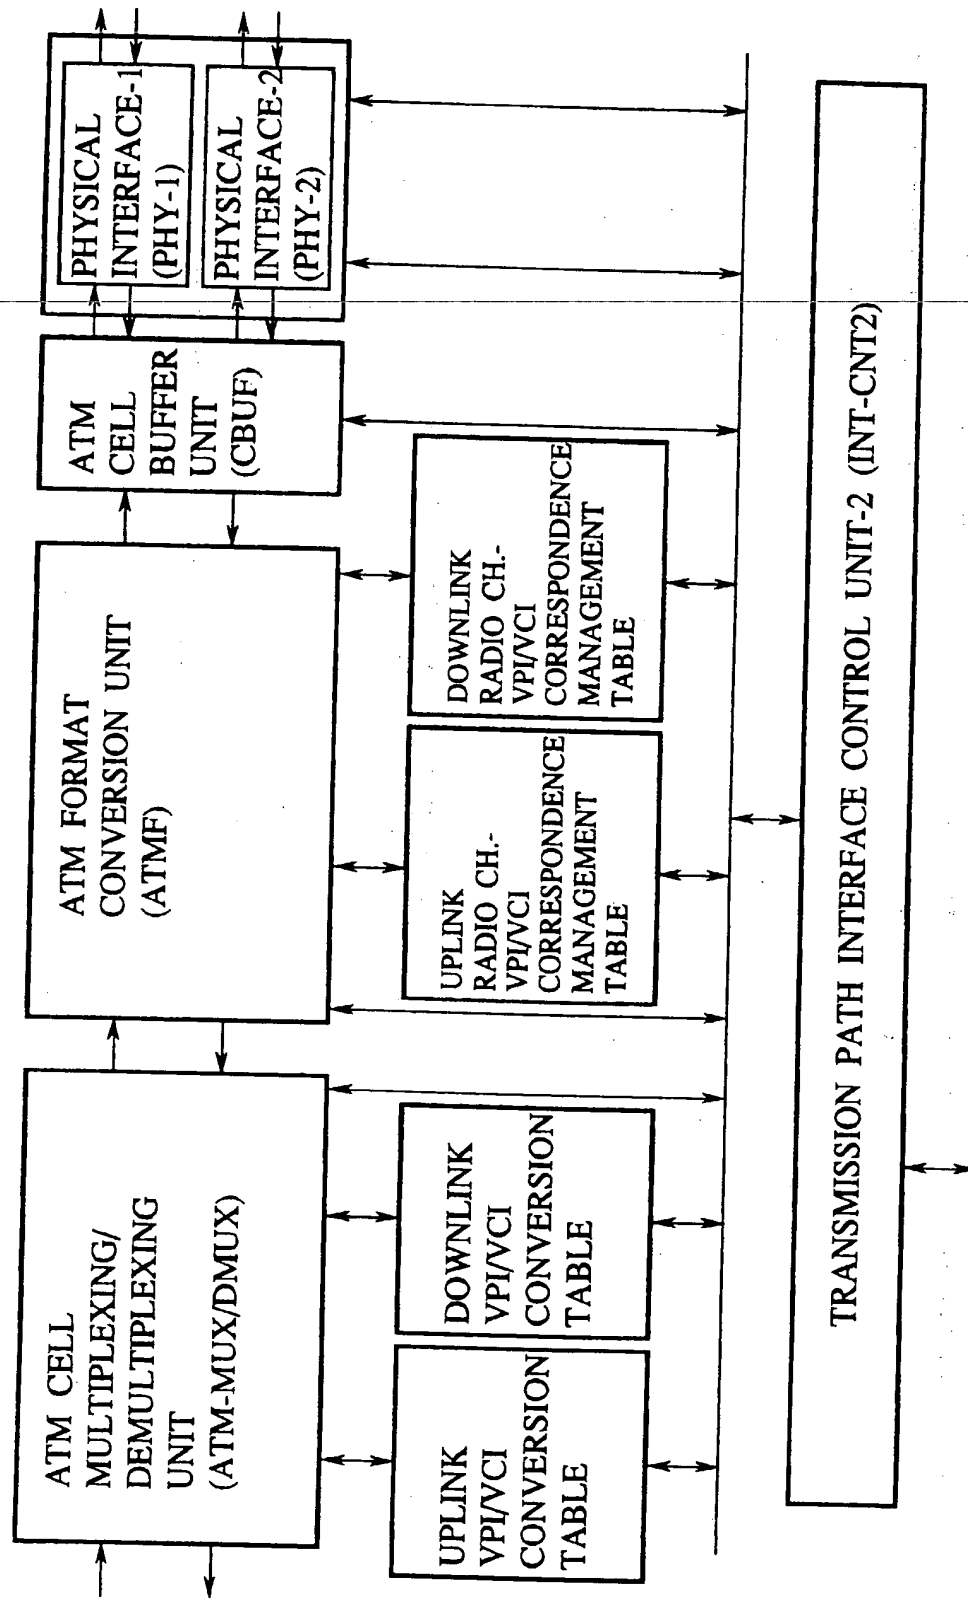 ATM CELL
MULTIPLEXING/
DEMULTIPLEXING
UNIT
(ATM-MUX/DMUX)
ATM FORMAT
CONVERSION UNIT
(ATMF)
ATM
CELL
BUFFER
UNIT
(CBUF)
PHYSICAL
INTERFACE-1
(PHY-1)
PHYSICAL
INTERFACE-2
(PHY-2)
UPLINK
VPI/VCI
CONVERSION
TABLE
DOWNLINK
VPI/VCI
CONVERSION
TABLE
UPLINK
RADIO CH.-
VPI/VCI
CORRESPONDENCE
MANAGEMENT
TABLE
DOWNLINK
RADIO CH.-
VPI/VCI
CORRESPONDENCE
MANAGEMENT
TABLE
TRANSMISSION PATH INTERFACE CONTROL UNIT-2 (INT-CNT2)